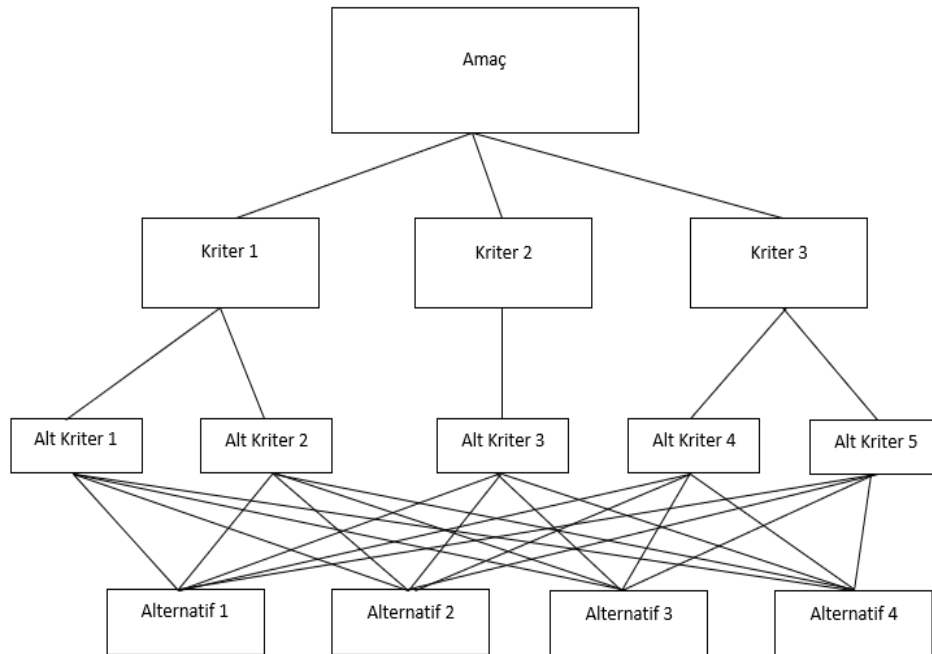 Amaç
Kriter 1
Kriter 2
Kriter 3
Alt Kriter 1
Alt Kriter 2
Alt Kriter 3
Alt Kriter 4
Alt Kriter 5
Alternatif 1
Alternatif 2
Alternatif 3
Alternatif 4